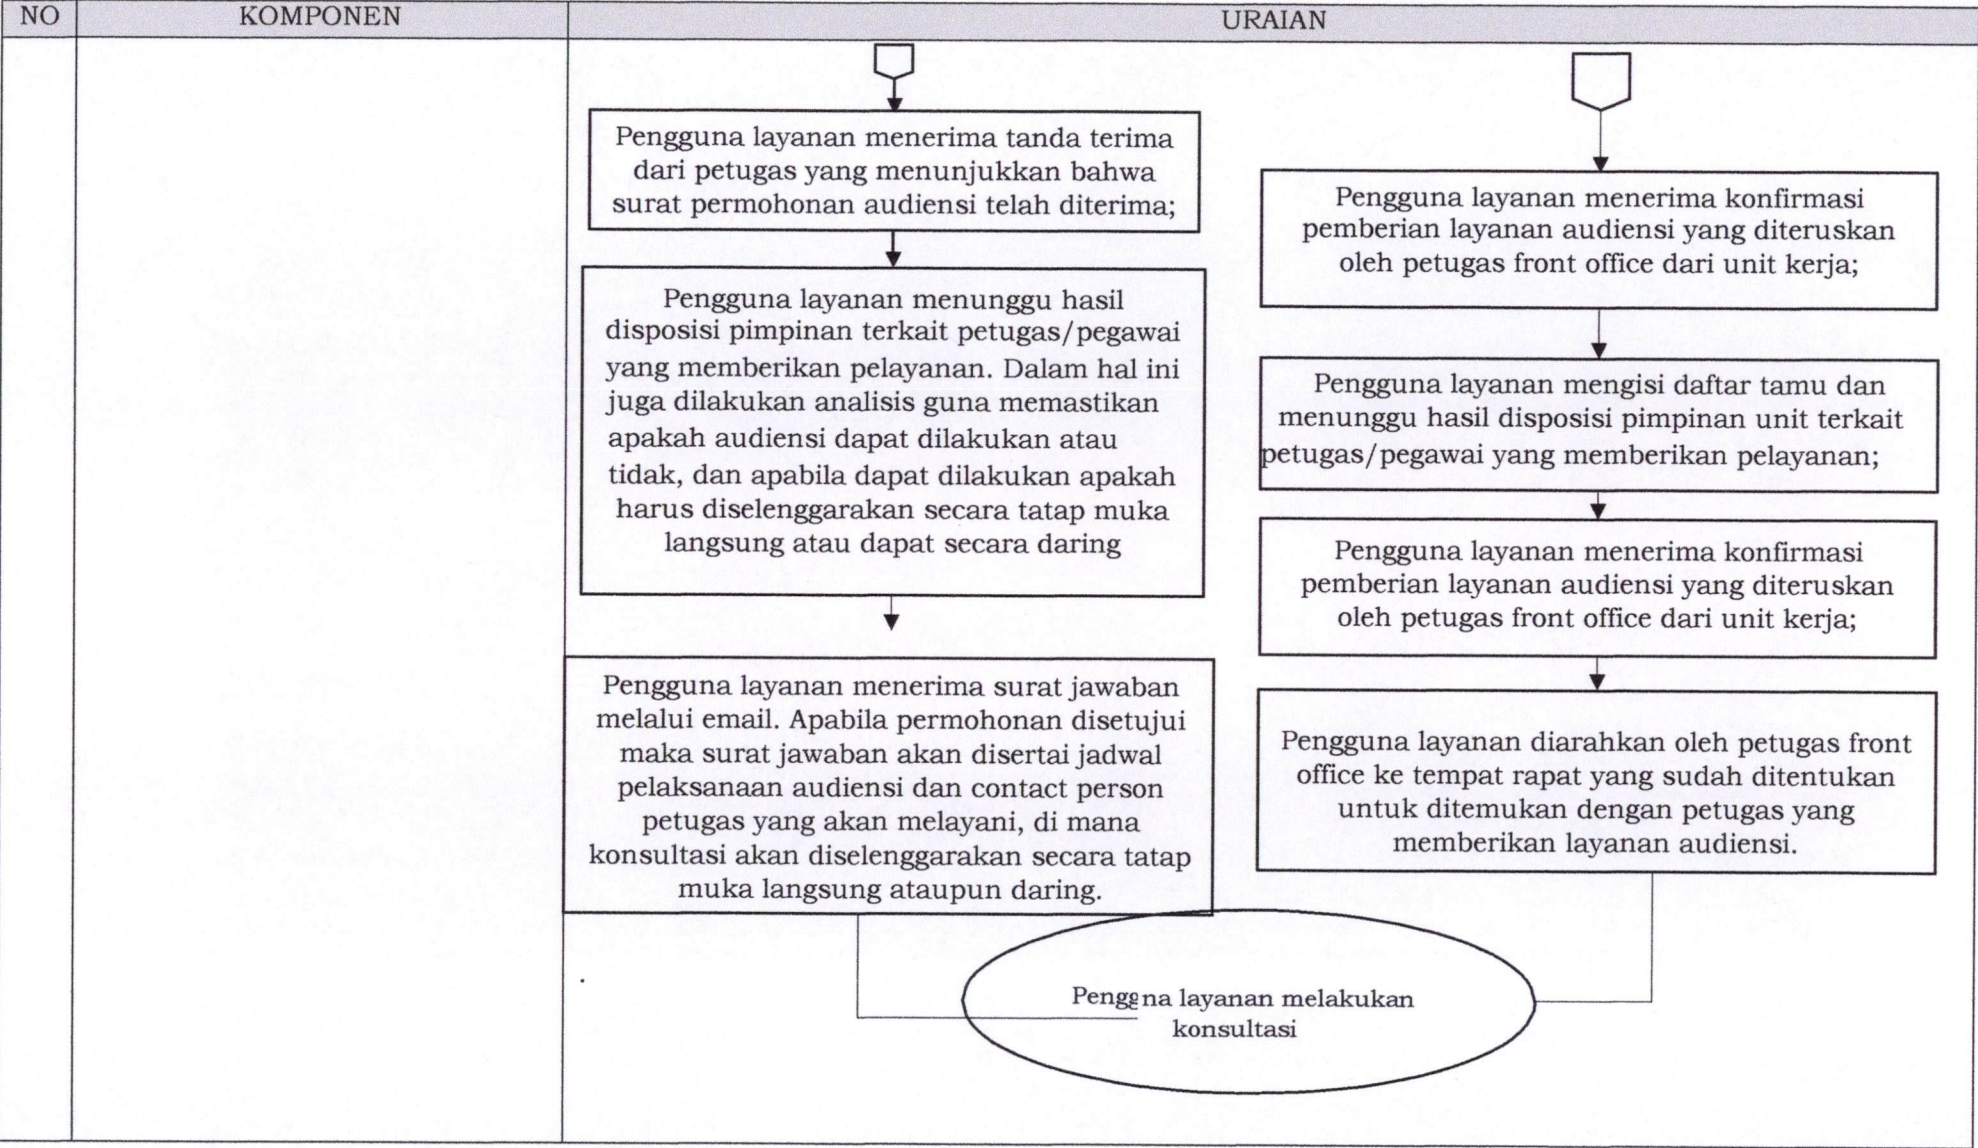 NO
KOMPONEN
URAIAN
Pengguna layanan menerima tanda terima
dari petugas yang menunjukkan bahwa
surat permohonan audiensi telah diterima;
Pengguna layanan menunggu hasil
disposisi pimpinan terkait petugas/pegawai
yang memberikan pelayanan. Dalam hal ini
juga dilakukan analisis guna memastikan
apakah audiensi dapat dilakukan atau
tidak, dan apabila dapat dilakukan apakah
harus diselenggarakan secara tatap muka
langsung atau dapat secara daring
Pengguna layanan menerima surat jawaban
melalui email. Apabila permohonan disetujui
maka surat jawaban akan disertai jadwal
pelaksanaan audiensi dan contact person
petugas yang akan melayani, di mana
konsultasi akan diselenggarakan secara tatap
muka langsung ataupun daring.
Pengguna layanan menerima konfirmasi
pemberian layanan audiensi yang diteruskan
oleh petugas front office dari unit kerja;
Pengguna layanan mengisi daftar tamu dan
menunggu hasil disposisi pimpinan unit terkait
petugas/pegawai yang memberikan pelayanan;
Pengguna layanan menerima konfirmasi
pemberian layanan audiensi yang diteruskan
oleh petugas front office dari unit kerja;
Pengguna layanan diarahkan oleh petugas front
office ke tempat rapat yang sudah ditentukan
untuk ditemukan dengan petugas yang
memberikan layanan audiensi.
Pengguna layanan melakukan
konsultasi